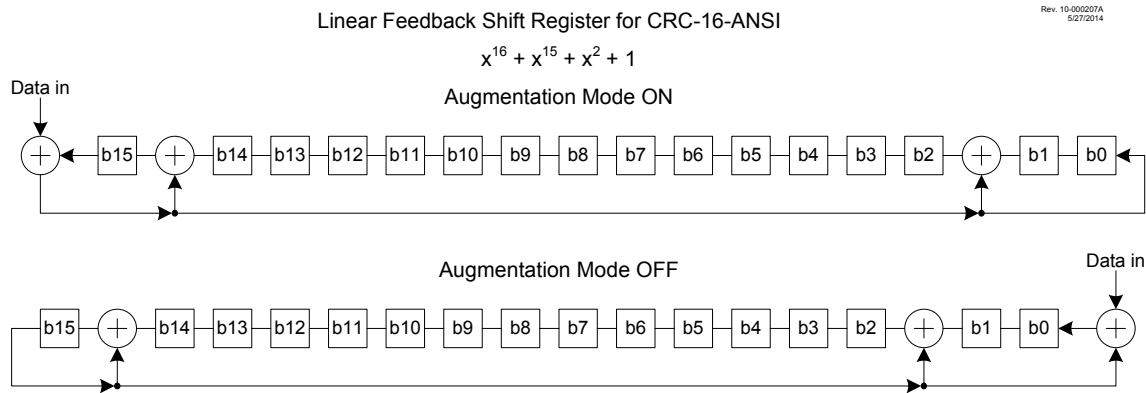 Linear Feedback Shift Register for CRC-16-ANSI
Rev. 10-000207A
5/27/2014
x^16 + x^15 + x^2 + 1
Data in
Augmentation Mode ON
+ b15 + b14 b13 b12 b11 b10 b9 b8 b7 b6 b5 b4 b3 b2 + b1 b0
Augmentation Mode OFF
Data in
b15 + b14 b13 b12 b11 b10 b9 b8 b7 b6 b5 b4 b3 b2 + b1 b0 +